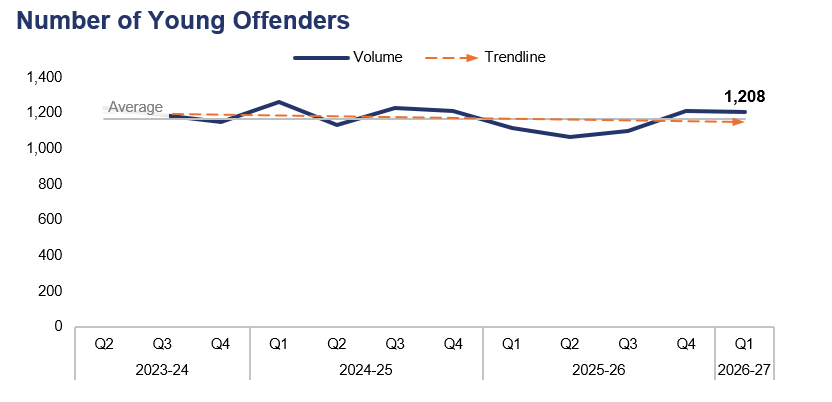 Number of Young Offenders
Volume Trendline
1,400
1,200
1,000
800
600
400
200
0
Average
1,208
Q2 Q3 Q4 Q1 Q2 Q3 Q4 Q1 Q2 Q3 Q4 Q1
2023-24 2024-25 2025-26 2026-27